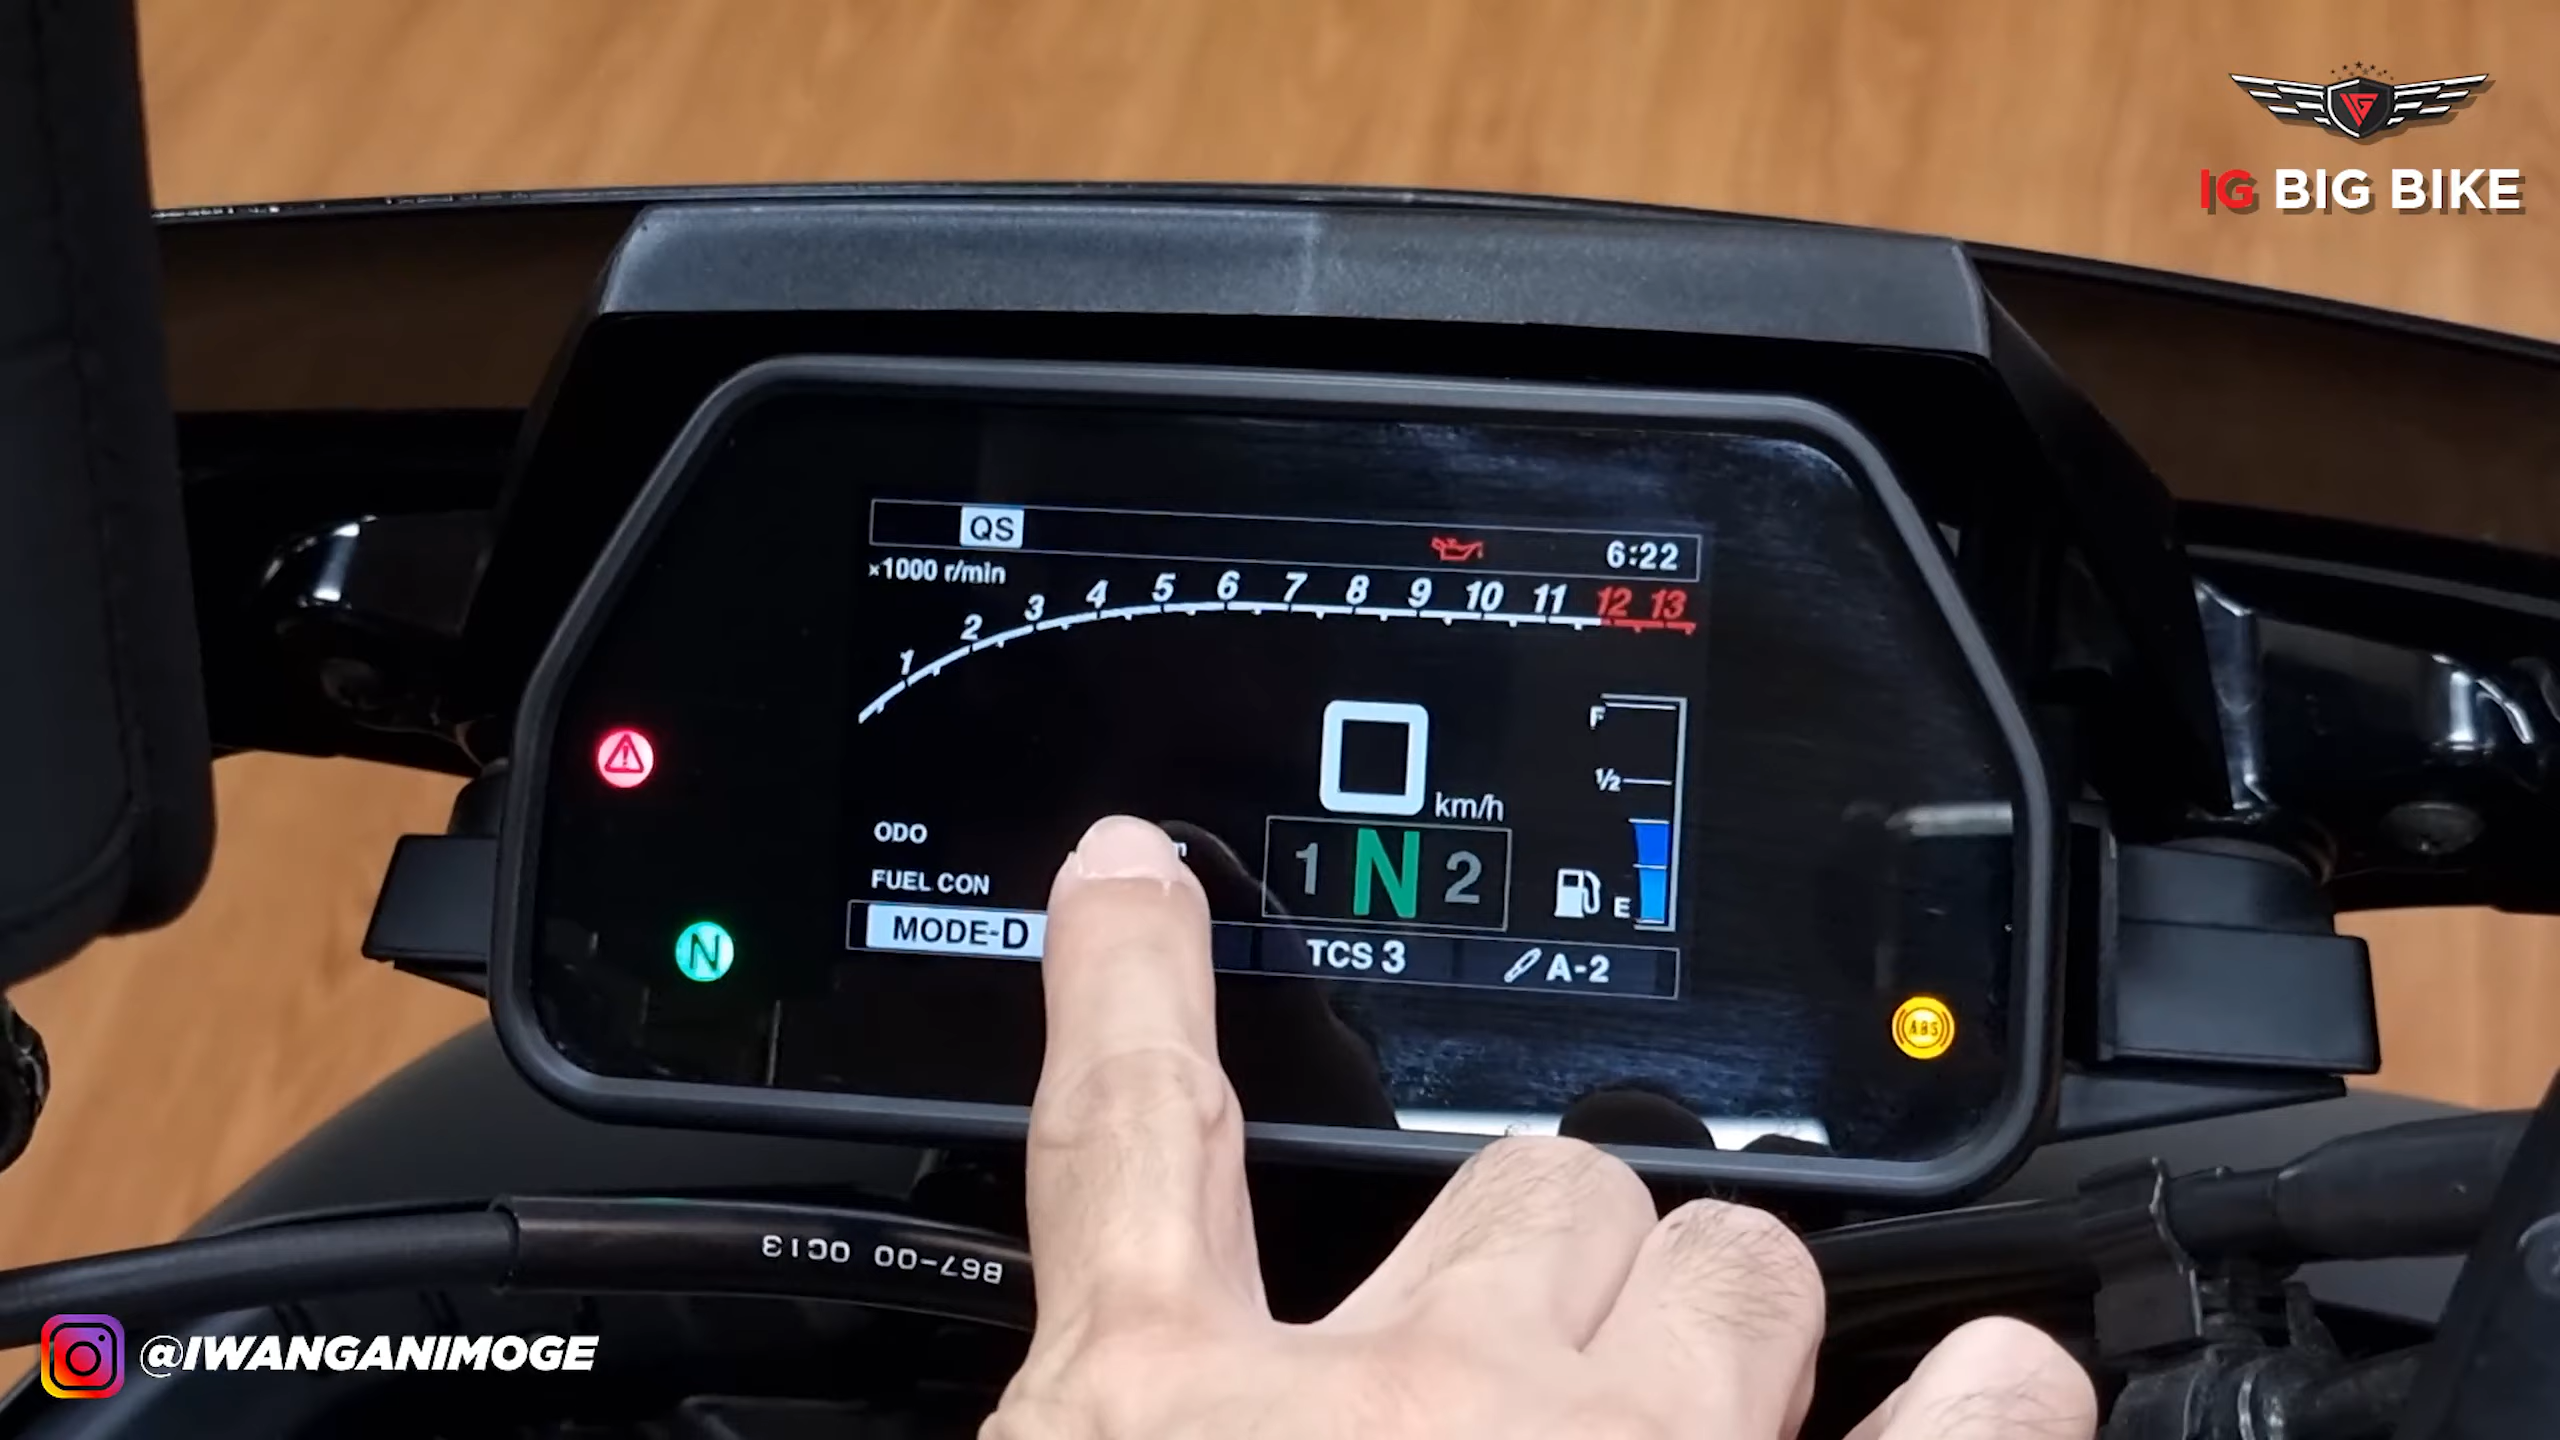 IG BIG BIKE
QS
6:22
×1000 r/min
1 2 3 4 5 6 7 8 9 10 11 12 13
F
1/2
0 km/h
ODO
1 N 2
FUEL CON
E
MODE-D
TCS 3
A-2
N
ABS
B67-00 0C13
@IWANGANIMOGE